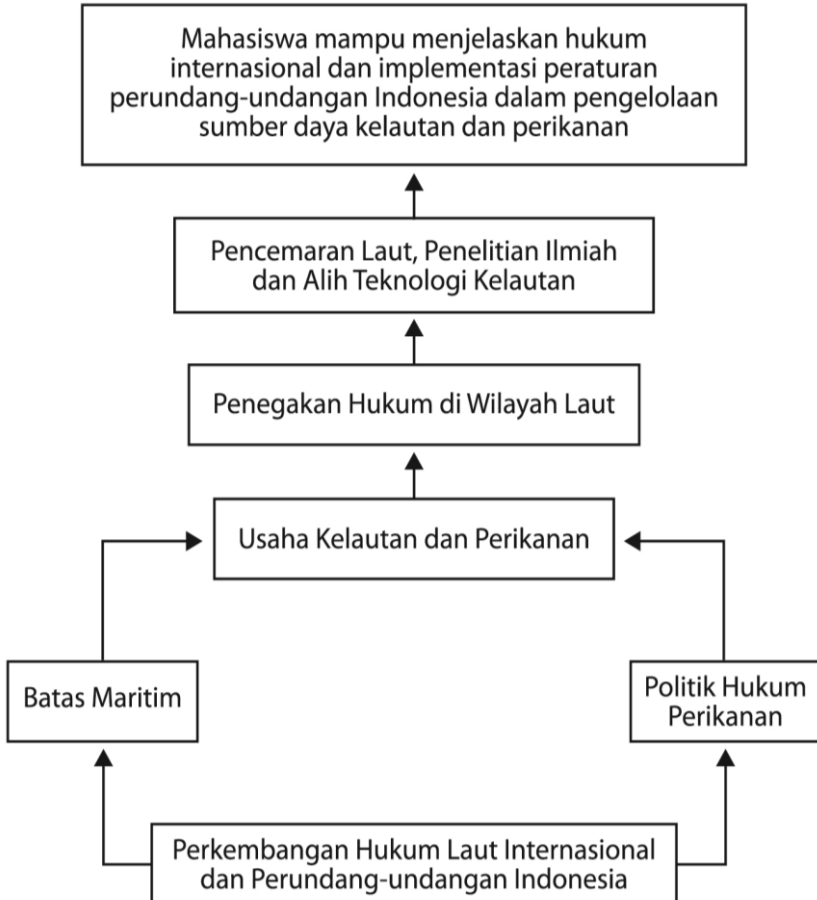 Mahasiswa mampu menjelaskan hukum
internasional dan implementasi peraturan
perundang-undangan Indonesia dalam pengelolaan
sumber daya kelautan dan perikanan
Pencemaran Laut, Penelitian Ilmiah
dan Alih Teknologi Kelautan
Penegakan Hukum di Wilayah Laut
Usaha Kelautan dan Perikanan
Batas Maritim
Politik Hukum
Perikanan
Perkembangan Hukum Laut Internasional
dan Perundang-undangan Indonesia